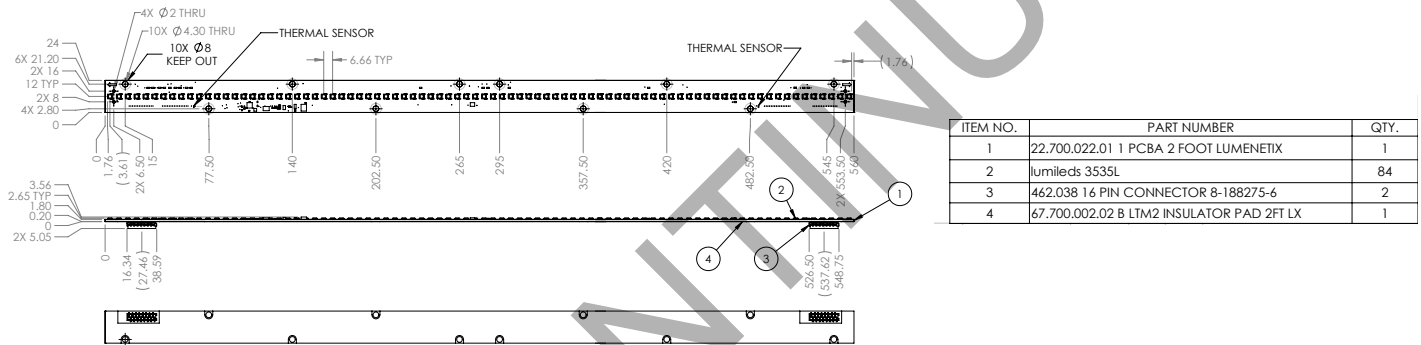 4X Ø2 THRU
10X Ø4.30 THRU
10X Ø8
KEEP OUT
THERMAL SENSOR
6.66 TYP
THERMAL SENSOR
(1.76)
24
6X 21.20
2X 16
12 TYP
2X 8
4X 2.80
0
0
1.76
(3.61)
2X 6.50
15
77.50
140
202.50
265
295
357.50
420
482.50
5.45
2X 553.50
560
3.56
2.65 TYP
1.80
0.20
0
2X 5.05
0
16.34
(27.46)
38.59
2
1
4
3
526.50
(537.62)
548.75
ITEM NO. PART NUMBER QTY.
1 22.700.022.01 1 PCBA 2 FOOT LUMENETIX 1
2 lumileds 3535L 84
3 462.038 16 PIN CONNECTOR 8-188275-6 2
4 67.700.002.02 B LTM2 INSULATOR PAD 2FT LX 1